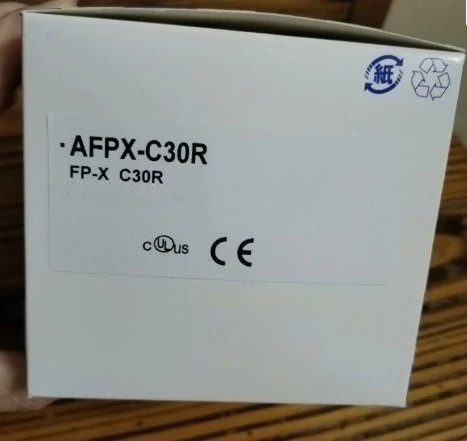 紙
·AFPX-C30R
FP-X C30R
c UL us CE